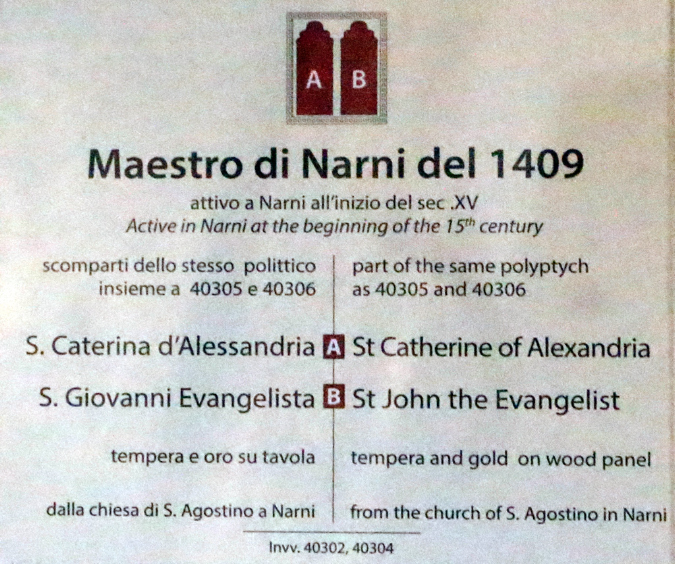 A B
Maestro di Narni del 1409
attivo a Narni all'inizio del sec .XV
Active in Narni at the beginning of the 15th century
scomparti dello stesso polittico
insieme a 40305 e 40306
part of the same polyptych
as 40305 and 40306
S. Caterina d'Alessandria A St Catherine of Alexandria
S. Giovanni Evangelista B St John the Evangelist
tempera e oro su tavola
tempera and gold on wood panel
dalla chiesa di S. Agostino a Narni
from the church of S. Agostino in Narni
Invv. 40302, 40304